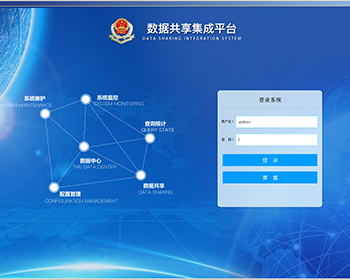 数据共享集成平台
DATA SHARING INTEGRATION SYSTEM
系统维护
SYSTEM MAINTENANCE
系统监控
SYSTEM MONITORING
查询统计
QUERY STATS
数据中心
THE DATA CENTER
配置管理
CONFIGURATION MANAGEMENT
数据共享
DATA SHARING
登录系统
用户名：
admin
密 码：
登 录
重 置